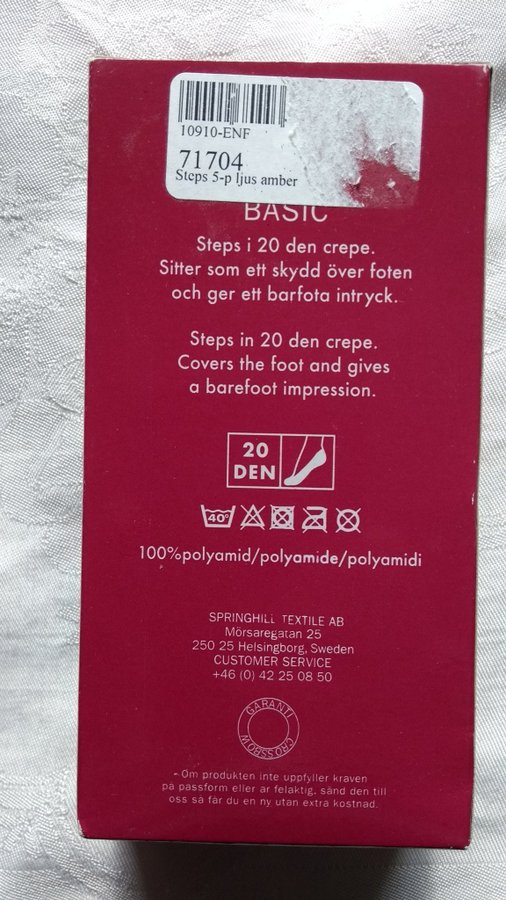 10910-ENF
71704
Steps 5-p ljus amber
BASIC
Steps i 20 den crepe.
Sitter som ett skydd över foten
och ger ett barfota intryck.
Steps in 20 den crepe.
Covers the foot and gives
a barefoot impression.
20
DEN
40°
100%polyamid/polyamide/polyamidi
SPRINGHILL TEXTILE AB
Mörsaregatan 25
250 25 Helsingborg, Sweden
CUSTOMER SERVICE
+46 (0) 42 25 08 50
GARANTI
CROSSBOW
- Om produkten inte uppfyller kraven
på passform eller är felaktig, sänd den till
oss så får du en ny utan extra kostnad.